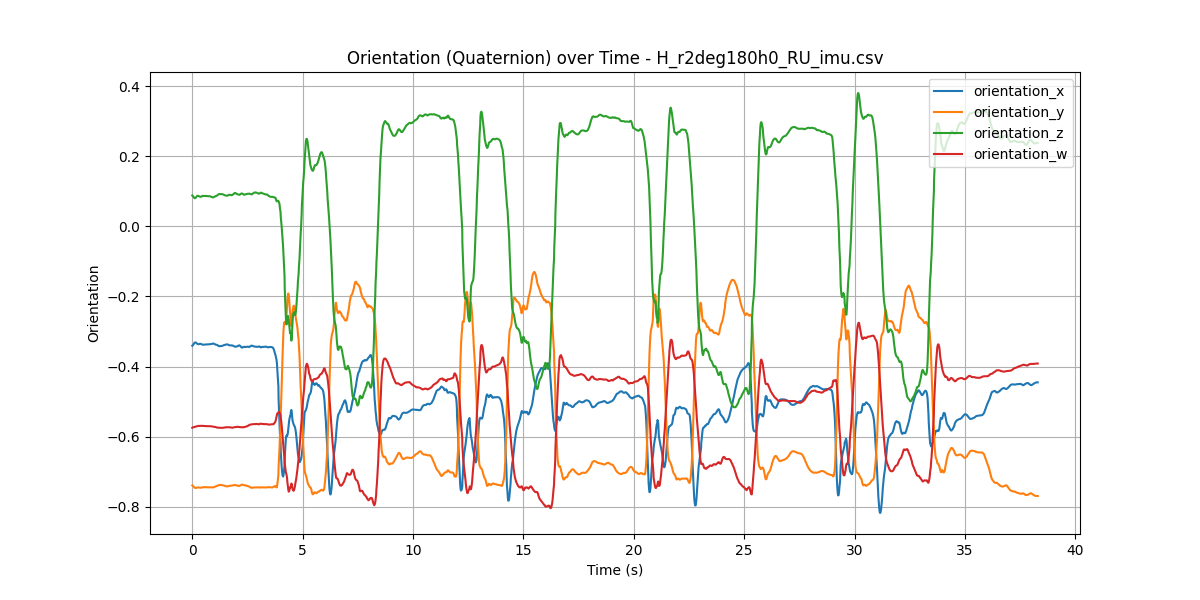 Orientation (Quaternion) over Time - H_r2deg180h0_RU_imu.csv
orientation_x
orientation_y
orientation_z
orientation_w
Orientation
0.4
0.2
0.0
−0.2
−0.4
−0.6
−0.8
0 5 10 15 20 25 30 35 40
Time (s)